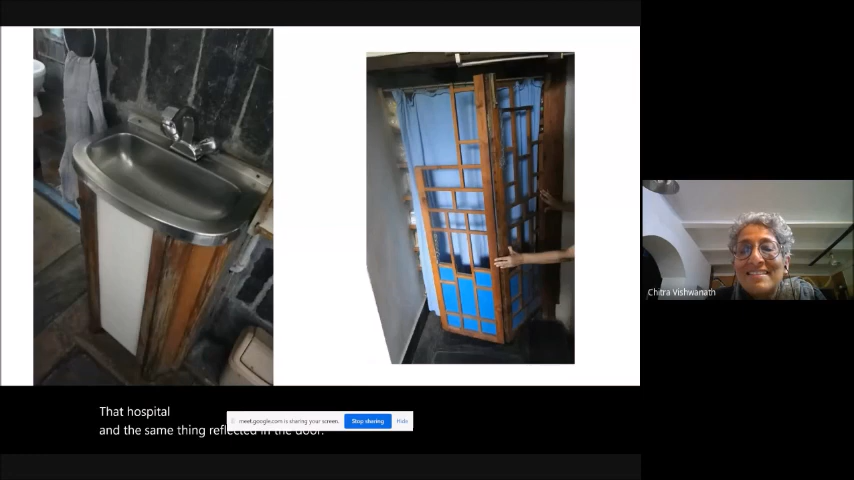 Chitra Vishwanath
That hospital
and the same thing reflected in the door.
meet.google.com is sharing your screen.
Stop sharing
Hide